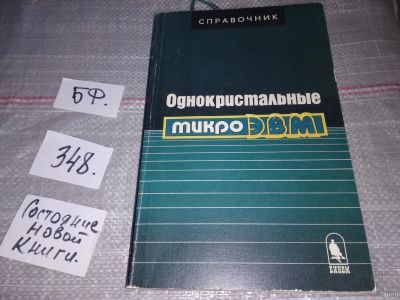 СПРАВОЧНИК
Однокристальные
микроЭВМ
БИНОМ
БФ.
348.
Состояние
новой
книги.